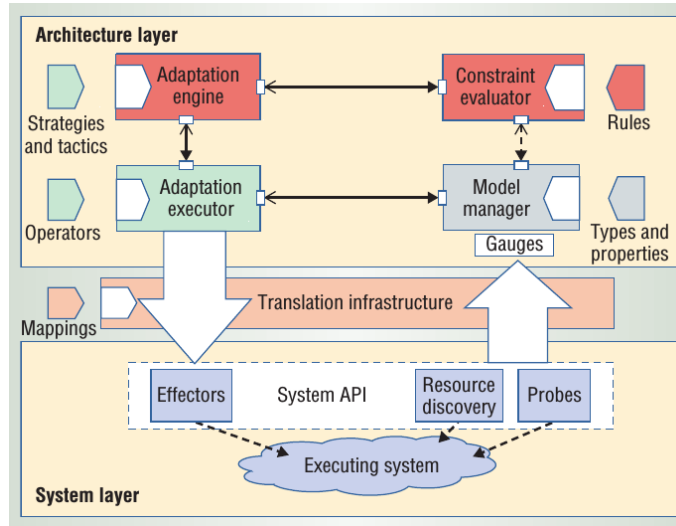 Architecture layer
Adaptation
engine
Constraint
evaluator
Strategies
and tactics
Rules
Adaptation
executor
Model
manager
Operators
Gauges
Types and
properties
Translation infrastructure
Mappings
Effectors
System API
Resource
discovery
Probes
Executing system
System layer